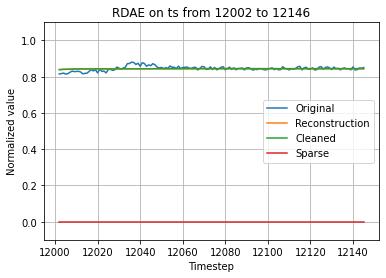 RDAE on ts from 12002 to 12146
Normalized value
1.0
0.8
0.6
0.4
0.2
0.0
Original
Reconstruction
Cleaned
Sparse
12000 12020 12040 12060 12080 12100 12120 12140
Timestep